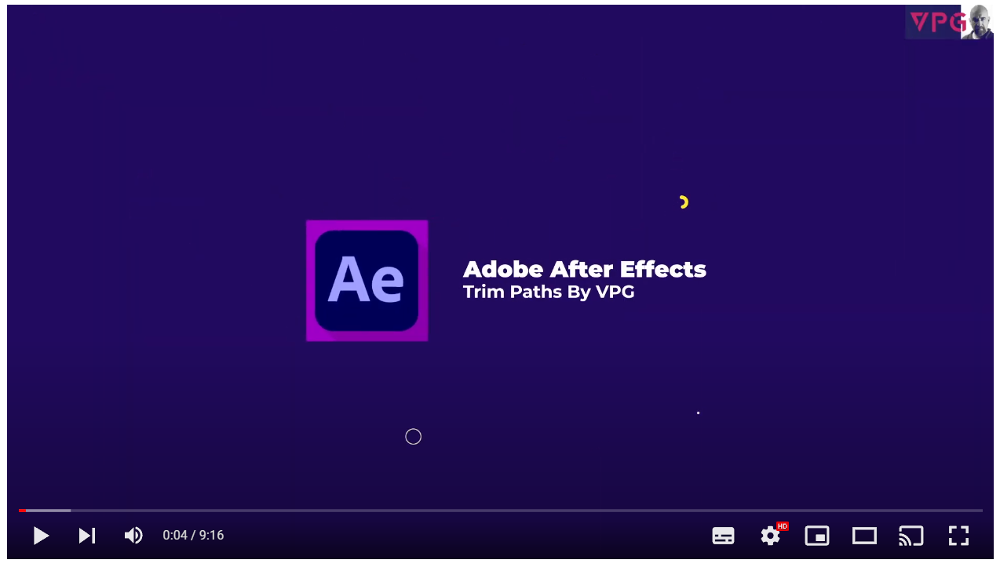 VPG
Ae
Adobe After Effects
Trim Paths By VPG
0:04 / 9:16
HD